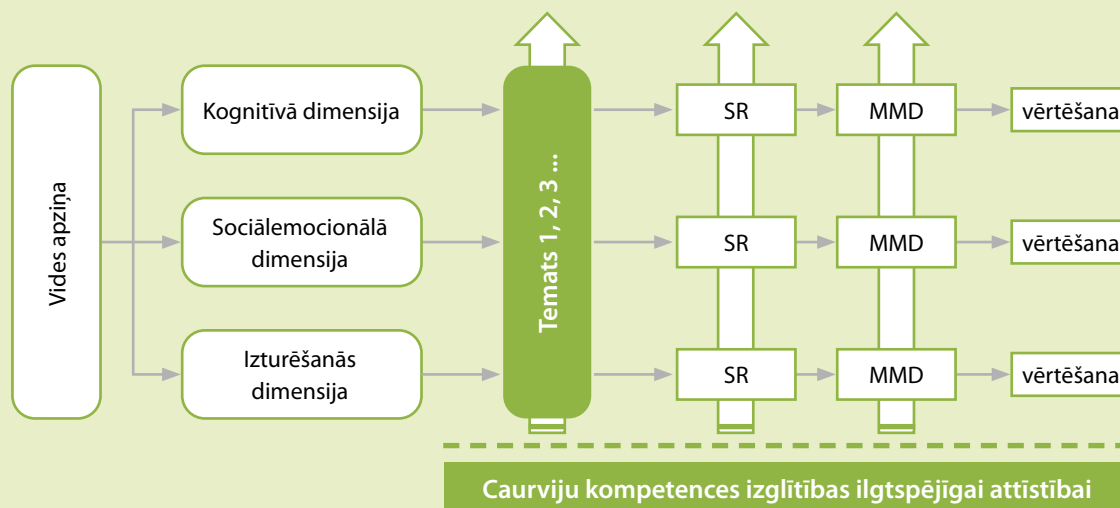 Vides apziņa
Kognitīvā dimensija
Temats 1, 2, 3 ...
SR
MMD
vērtēšana
Sociālemocionālā
dimensija
SR
MMD
vērtēšana
Izturēšanās
dimensija
SR
MMD
vērtēšana
Caurviju kompetences izglītības ilgtspējīgai attīstībai